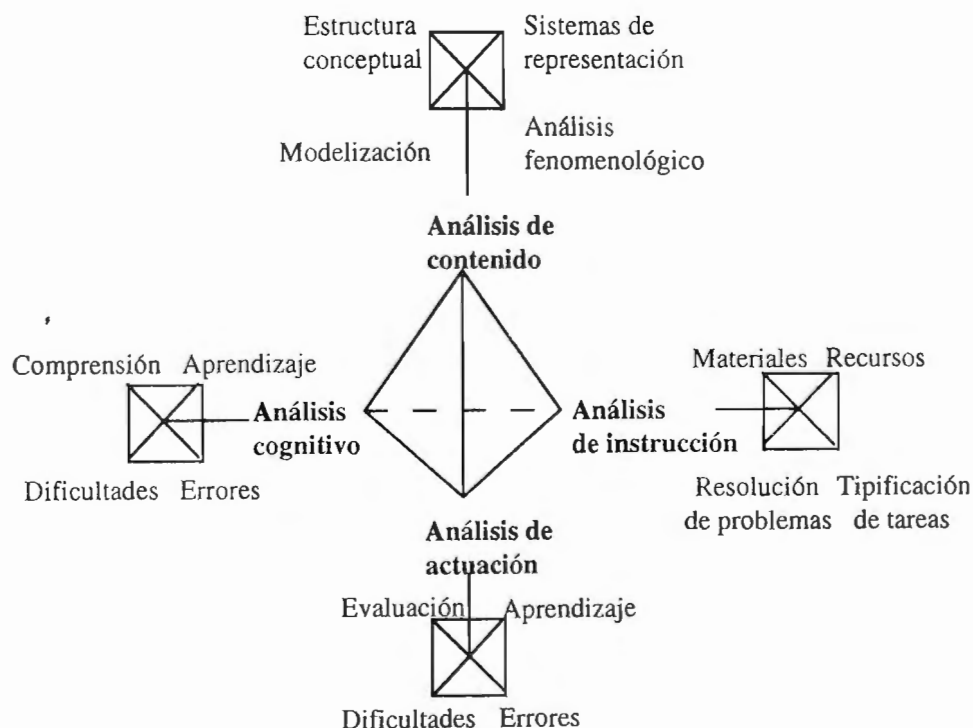 Estructura
conceptual
Sistemas de
representación
Modelización
Análisis
fenomenológico
Análisis de
contenido
Comprensión Aprendizaje
Análisis
cognitivo
Dificultades Errores
Materiales Recursos
Análisis
de instrucción
Resolución
de problemas
Tipificación
de tareas
Análisis de
actuación
Evaluación Aprendizaje
Dificultades Errores